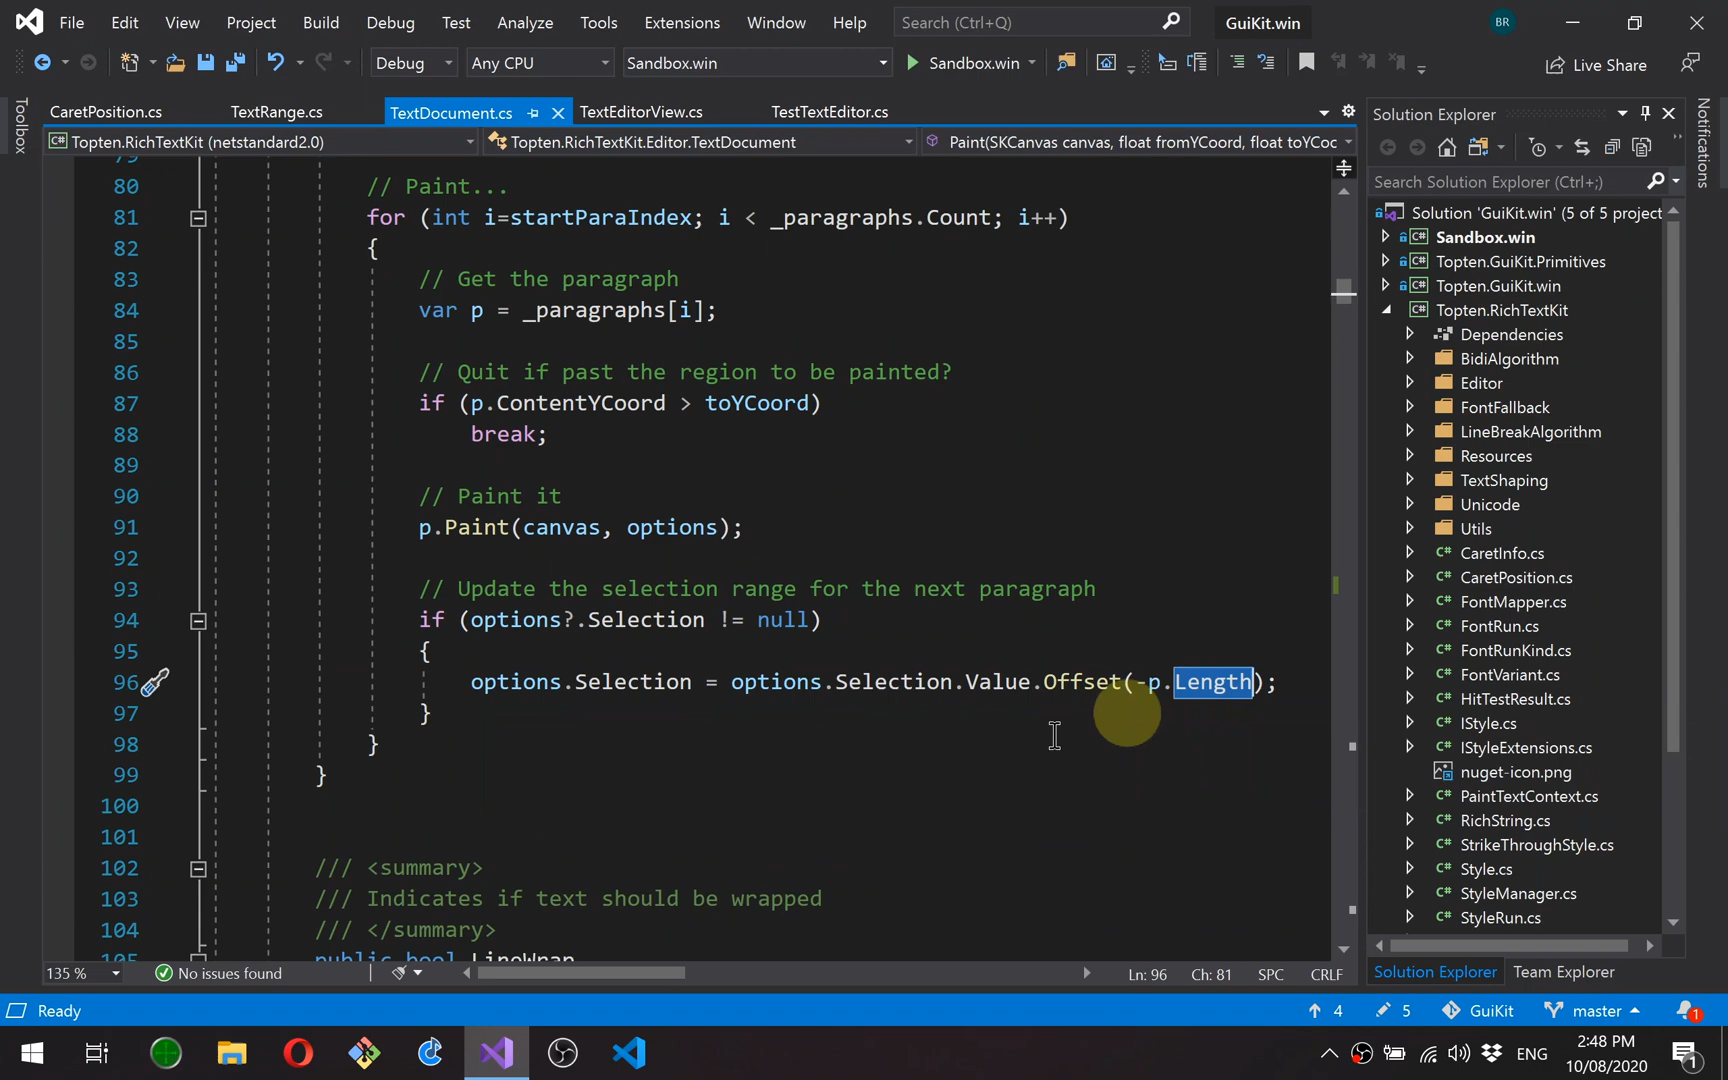 File Edit View Project Build Debug Test Analyze Tools Extensions Window Help Search (Ctrl+Q) GuiKit.win BR
Debug Any CPU Sandbox.win Sandbox.win Live Share
Toolbox
CaretPosition.cs TextRange.cs TextDocument.cs TextEditorView.cs TestTextEditor.cs
Topten.RichTextKit (netstandard2.0) Topten.RichTextKit.Editor.TextDocument Paint(SKCanvas canvas, float fromYCoord, float toYCoc
79
80 // Paint...
81 for (int i=startParaIndex; i < _paragraphs.Count; i++)
82 {
83 // Get the paragraph
84 var p = _paragraphs[i];
85
86 // Quit if past the region to be painted?
87 if (p.ContentYCoord > toYCoord)
88 break;
89
90 // Paint it
91 p.Paint(canvas, options);
92
93 // Update the selection range for the next paragraph
94 if (options?.Selection != null)
95 {
96 options.Selection = options.Selection.Value.Offset(-p.Length);
97 }
98 }
99 }
100
101
102 /// <summary>
103 /// Indicates if text should be wrapped
104 /// </summary>
105 public bool LineWrap
135 % No issues found Ln: 96 Ch: 81 SPC CRLF
Solution Explorer
Search Solution Explorer (Ctrl+;)
Solution 'GuiKit.win' (5 of 5 project
Sandbox.win
Topten.GuiKit.Primitives
Topten.GuiKit.win
Topten.RichTextKit
Dependencies
BidiAlgorithm
Editor
FontFallback
LineBreakAlgorithm
Resources
TextShaping
Unicode
Utils
CaretInfo.cs
CaretPosition.cs
FontMapper.cs
FontRun.cs
FontRunKind.cs
FontVariant.cs
HitTestResult.cs
IStyle.cs
IStyleExtensions.cs
nuget-icon.png
PaintTextContext.cs
RichString.cs
StrikeThroughStyle.cs
Style.cs
StyleManager.cs
StyleRun.cs
Solution Explorer Team Explorer
Notifications
Ready 4 5 GuiKit master 1
ENG 2:48 PM
10/08/2020 1